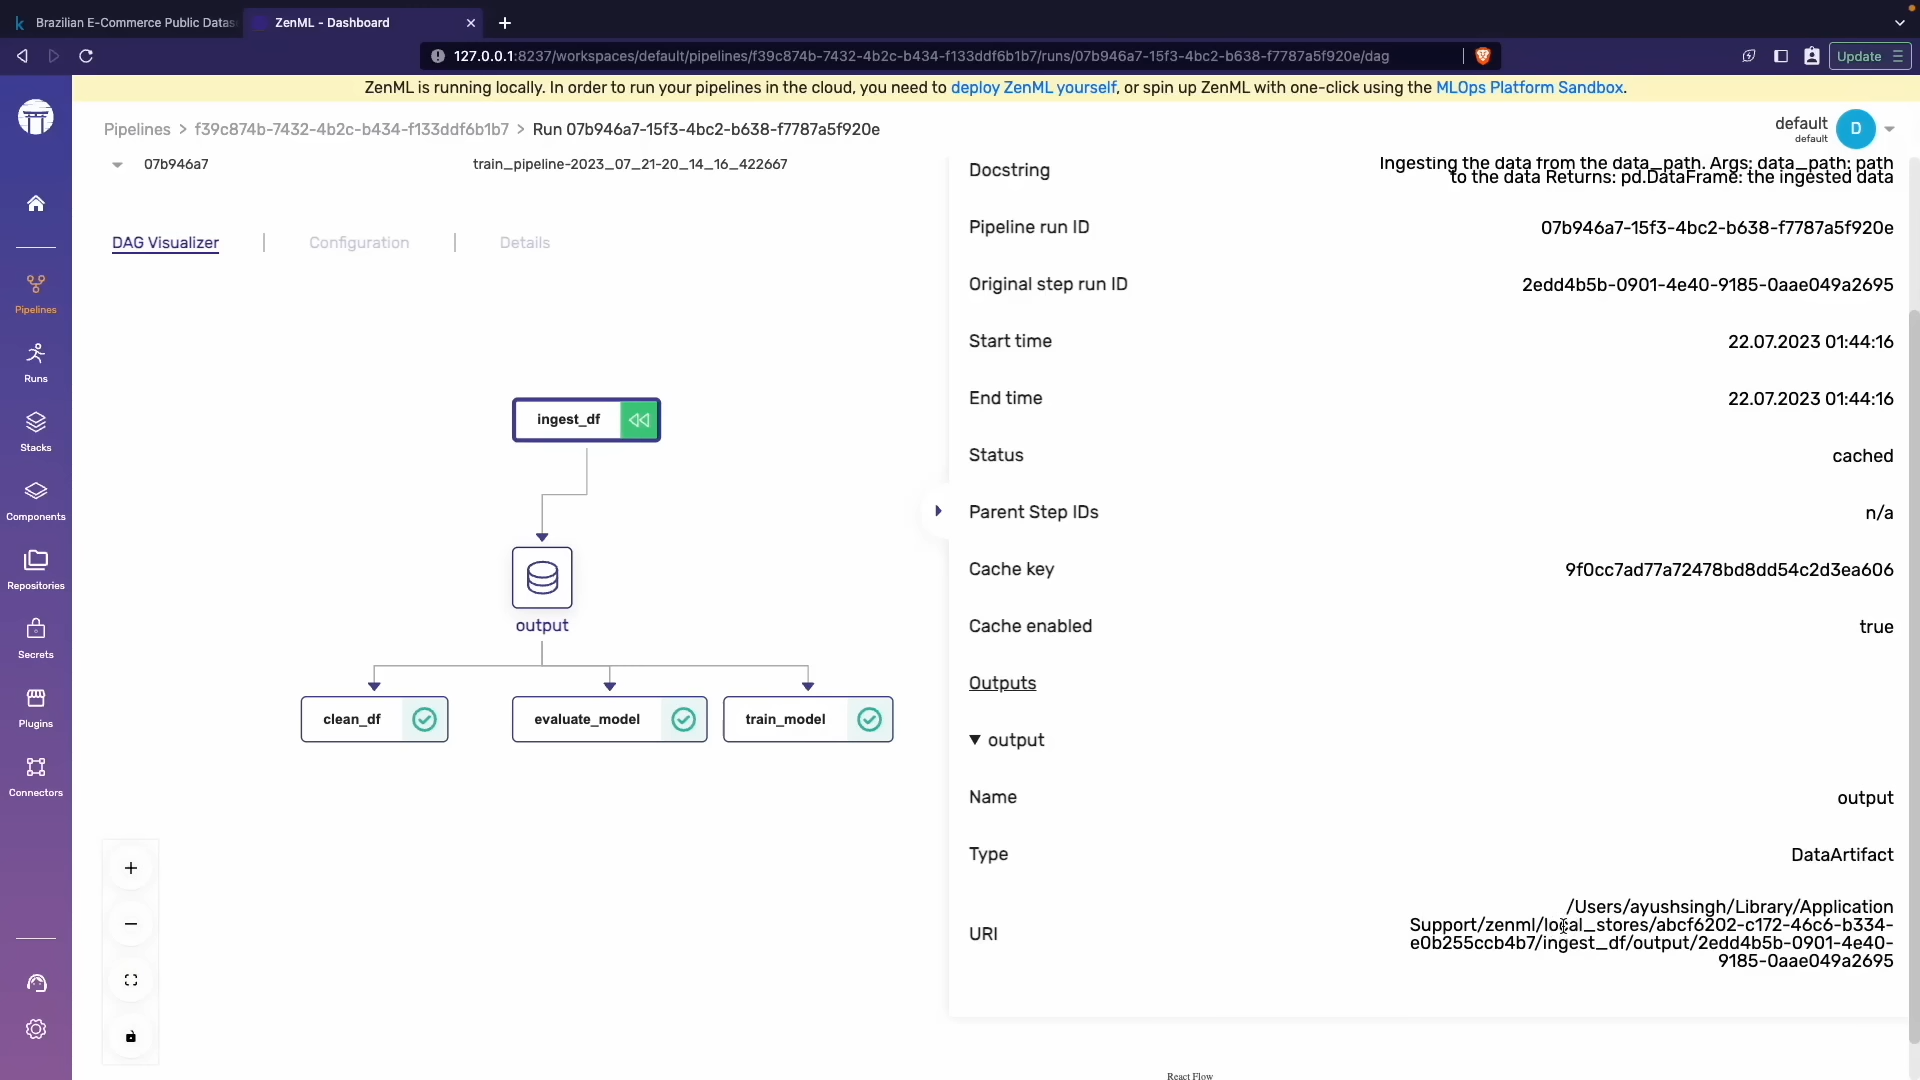 Brazilian E-Commerce Public Datas
ZenML - Dashboard
127.0.0.1:8237/workspaces/default/pipelines/f39c874b-7432-4b2c-b434-f133ddf6b1b7/runs/07b946a7-15f3-4bc2-b638-f7787a5f920e/dag
Update
ZenML is running locally. In order to run your pipelines in the cloud, you need to deploy ZenML yourself, or spin up ZenML with one-click using the MLOps Platform Sandbox.
Pipelines > f39c874b-7432-4b2c-b434-f133ddf6b1b7 > Run 07b946a7-15f3-4bc2-b638-f7787a5f920e
default
default
D
07b946a7
train_pipeline-2023_07_21-20_14_16_422667
DAG Visualizer
Configuration
Details
Pipelines
Runs
Stacks
Components
Repositories
Secrets
Plugins
Connectors
ingest_df
output
clean_df
evaluate_model
train_model
Docstring
Ingesting the data from the data_path. Args: data_path: path
to the data Returns: pd.DataFrame: the ingested data
Pipeline run ID
07b946a7-15f3-4bc2-b638-f7787a5f920e
Original step run ID
2edd4b5b-0901-4e40-9185-0aae049a2695
Start time
22.07.2023 01:44:16
End time
22.07.2023 01:44:16
Status
cached
Parent Step IDs
n/a
Cache key
9f0cc7ad77a72478bd8dd54c2d3ea606
Cache enabled
true
Outputs
output
Name
output
Type
DataArtifact
URI
/Users/ayushsingh/Library/Application
Support/zenml/local_stores/abcf6202-c172-46c6-b334-
e0b255ccb4b7/ingest_df/output/2edd4b5b-0901-4e40-
9185-0aae049a2695
React Flow